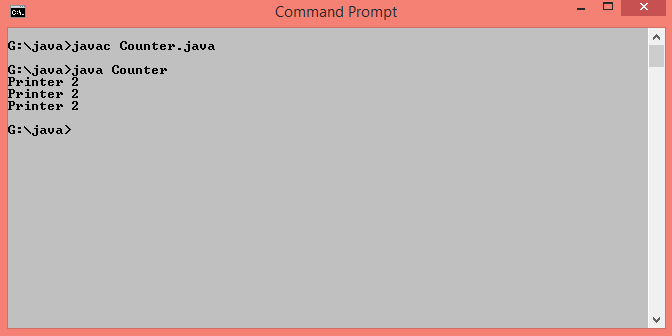 Command Prompt
G:\java>javac Counter.java
G:\java>java Counter
Printer 2
Printer 2
Printer 2
G:\java>